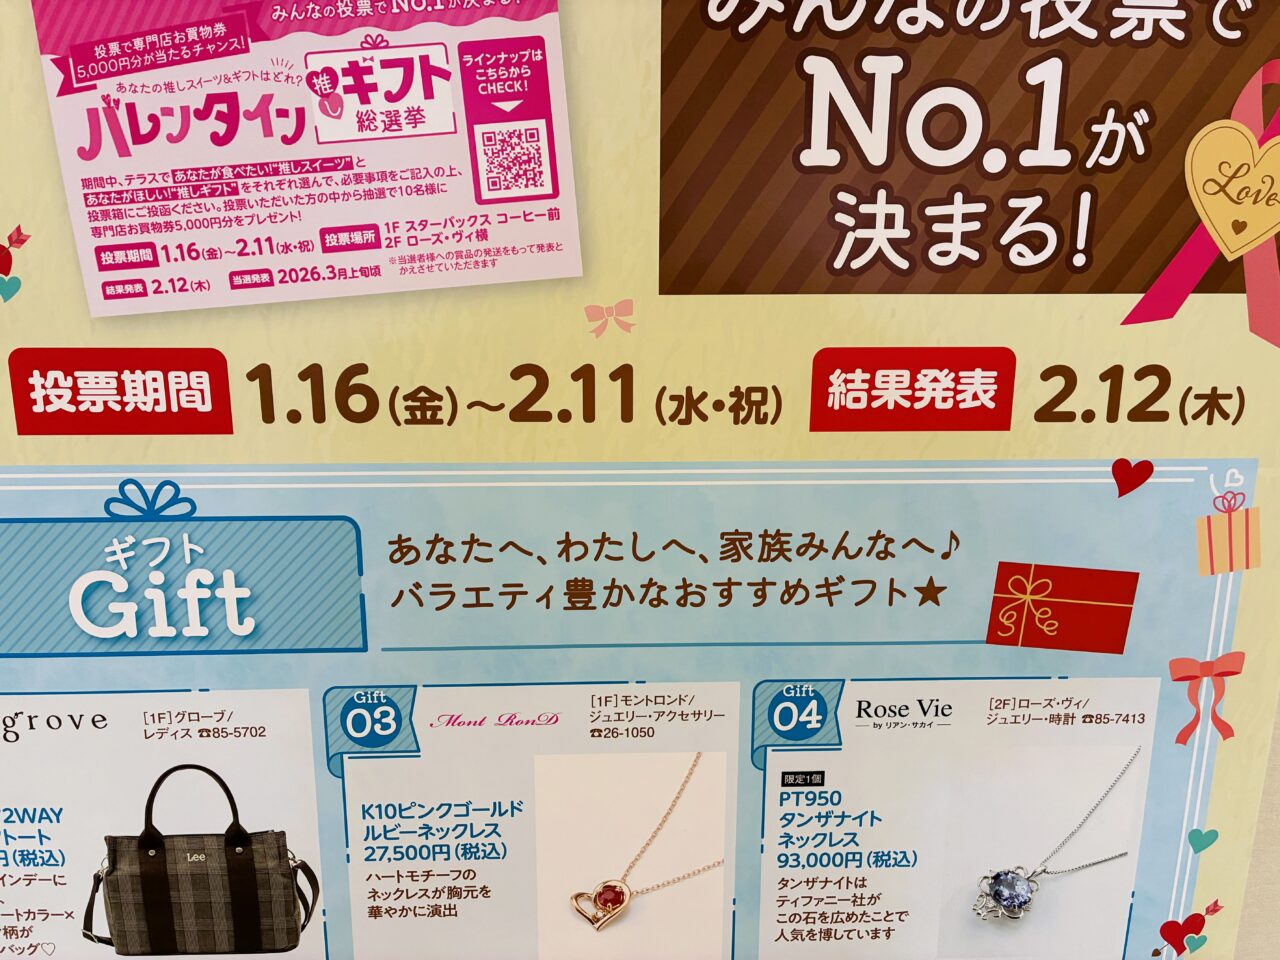 みんなの投票でNo.1が決まる!
投票で専門店お買物券
5,000円分が当たるチャンス!
あなたの推しスイーツ&ギフトはどれ?
バレンタイン
推し
ギフト
総選挙
ラインナップは
こちらから
CHECK!
期間中、テラスであなたが食べたい!"推しスイーツ"と
あなたがほしい!"推しギフト"をそれぞれ選んで、必要事項をご記入の上、
投票箱にご投函ください。投票いただいた方の中から抽選で10名様に
専門店お買物券5,000円分をプレゼント!
投票期間 1.16(金)~2.11(水・祝)
投票場所 1F スターバックス コーヒー前
2F ローズ・ヴィ横
結果発表 2.12(木)
当選発表 2026.3月上旬頃
※当選者様への賞品の発送をもって発表と
かえさせていただきます
みんなの投票で
No.1が
決まる!
Love
投票期間 1.16(金)~2.11(水・祝) 結果発表 2.12(木)
ギフト
Gift
あなたへ、わたしへ、家族みんなへ♪
バラエティ豊かなおすすめギフト★
grove
[1F]グローブ/
レディス ☎85-5702
2WAY
トート
円(税込)
インデーに
ートカラー×
柄が
バッグ♡
Lee
Gift
03
Mont RonD
[1F]モントロンド/
ジュエリー・アクセサリー
☎26-1050
K10ピンクゴールド
ルビーネックレス
27,500円(税込)
ハートモチーフの
ネックレスが胸元を
華やかに演出
Gift
04
Rose Vie
by リアン・サカイ
[2F]ローズ・ヴィ/
ジュエリー・時計 ☎85-7413
限定1個
PT950
タンザナイト
ネックレス
93,000円(税込)
タンザナイトは
ティファニー社が
この石を広めたことで
人気を博しています